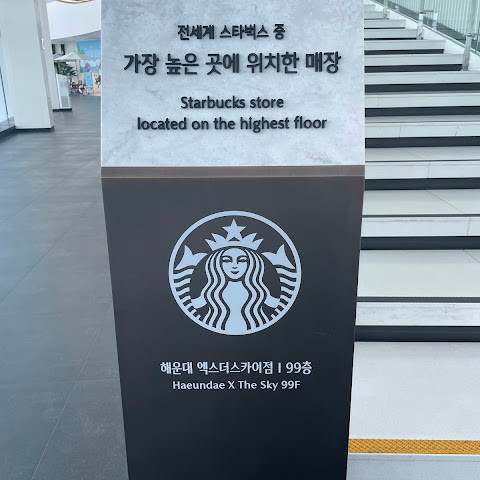 전세계 스타벅스 중
가장 높은 곳에 위치한 매장
Starbucks store
located on the highest floor
해운대 엑스더스카이점 I 99층
Haeundae X The Sky 99F